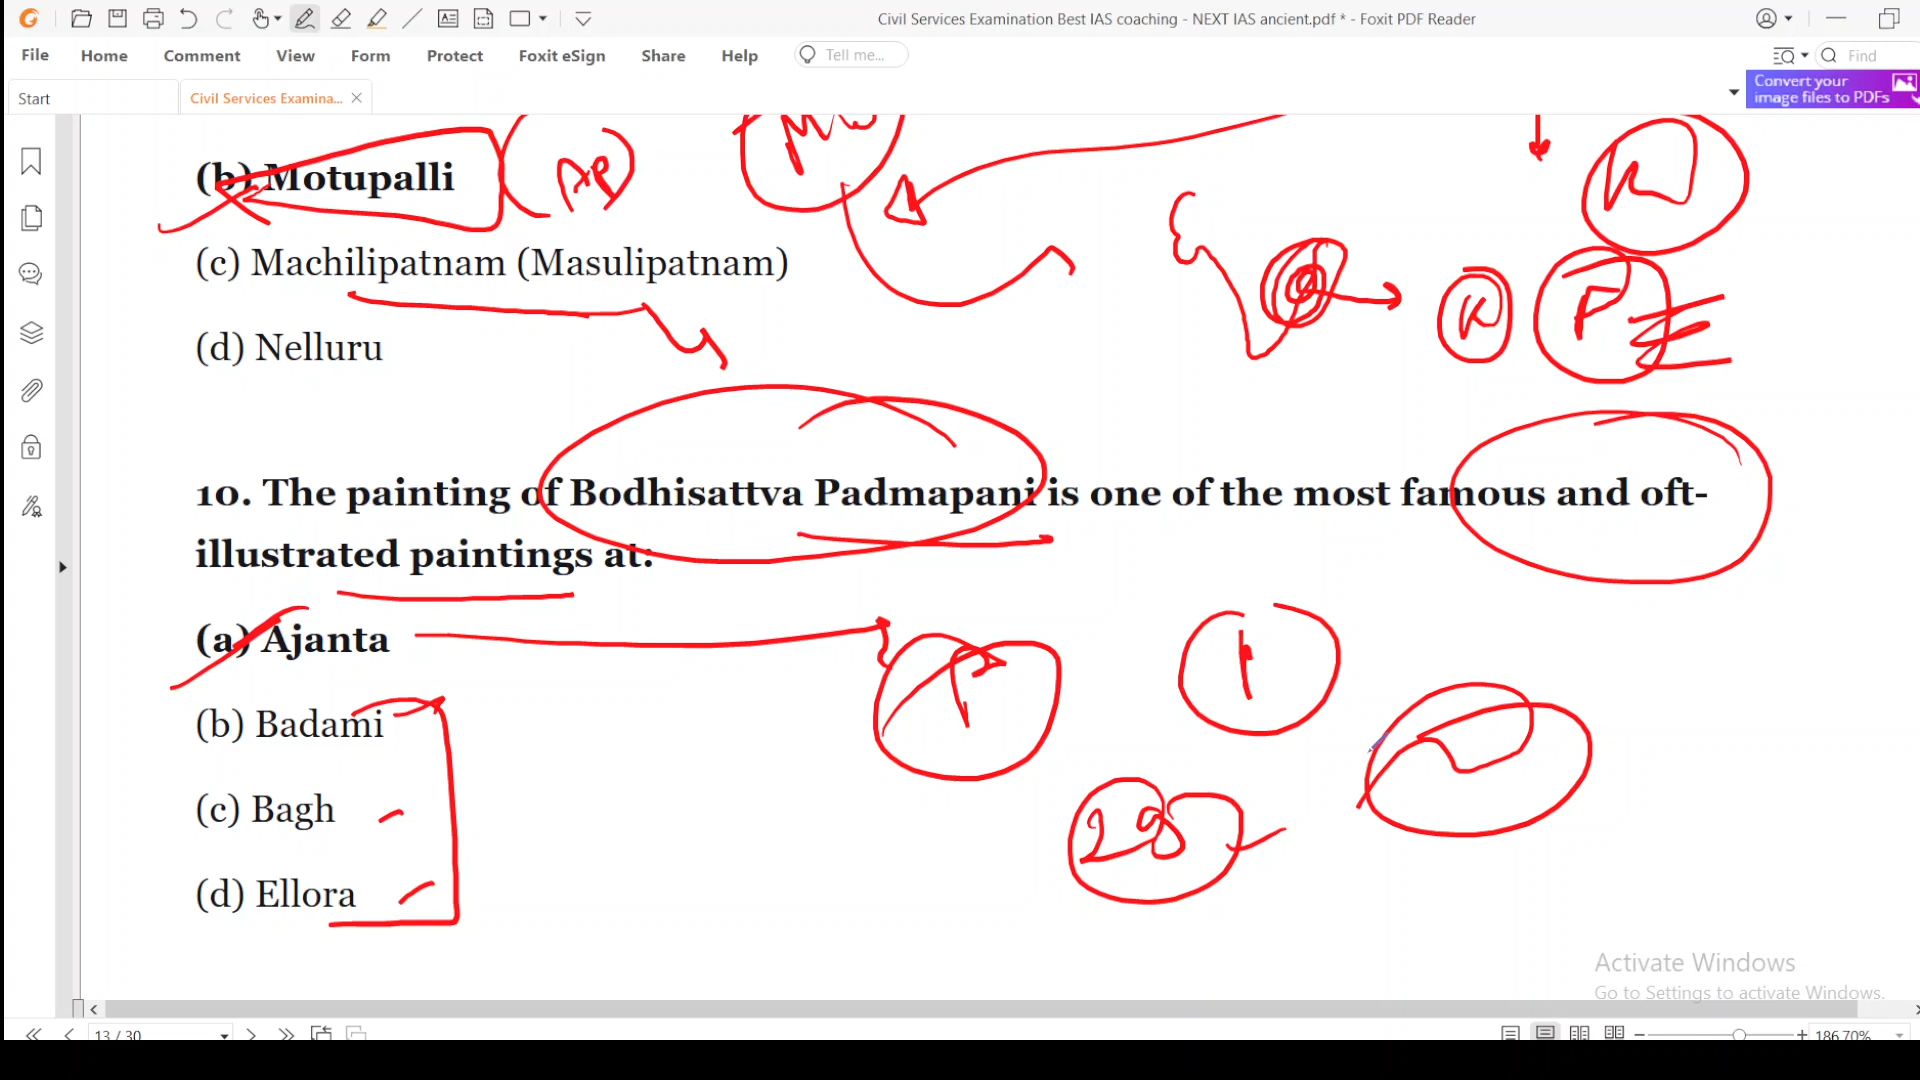 Civil Services Examination Best IAS coaching - NEXT IAS ancient.pdf * - Foxit PDF Reader
File Home Comment View Form Protect Foxit eSign Share Help Tell me... Find
Start Civil Services Examina... Convert your
image files to PDFs
(b) Motupalli AP
(c) Machilipatnam (Masulipatnam)
(d) Nelluru
10. The painting of Bodhisattva Padmapani is one of the most famous and oft-
illustrated paintings at:
(a) Ajanta
(b) Badami
(c) Bagh
28
(d) Ellora
Activate Windows
Go to Settings to activate Windows.
13 / 30 186.70%